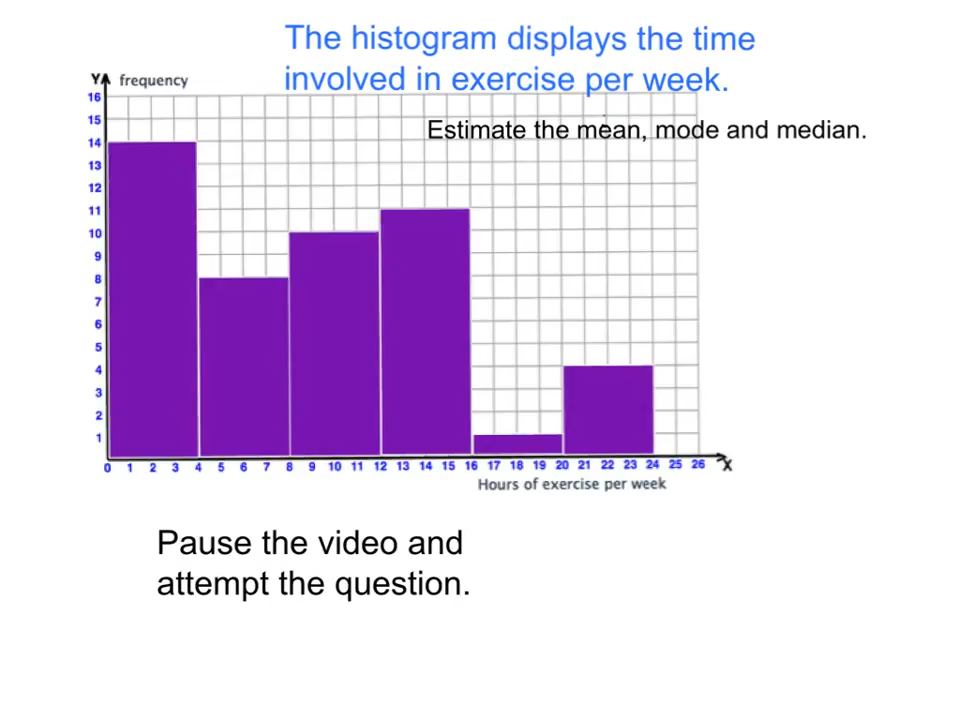 The histogram displays the time
involved in exercise per week.
Estimate the mean, mode and median.
Y frequency
16
15
14
13
12
11
10
9
8
7
6
5
4
3
2
1
0 1 2 3 4 5 6 7 8 9 10 11 12 13 14 15 16 17 18 19 20 21 22 23 24 25 26 X
Hours of exercise per week
Pause the video and
attempt the question.